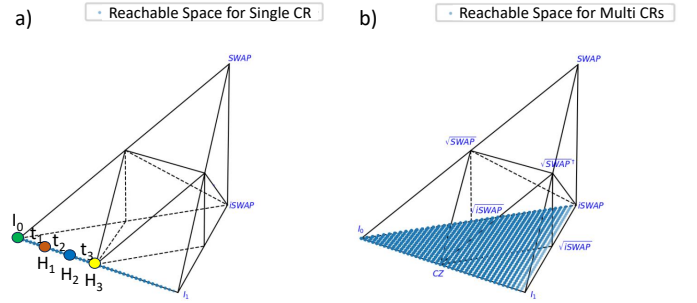 a)
Reachable Space for Single CR
SWAP
iSWAP
I0
t1
t2
t3
H1
H2
H3
I1
b)
Reachable Space for Multi CRs
SWAP
√SWAP
√SWAP†
√iSWAP
iSWAP
I0
√iSWAP
CZ
I1